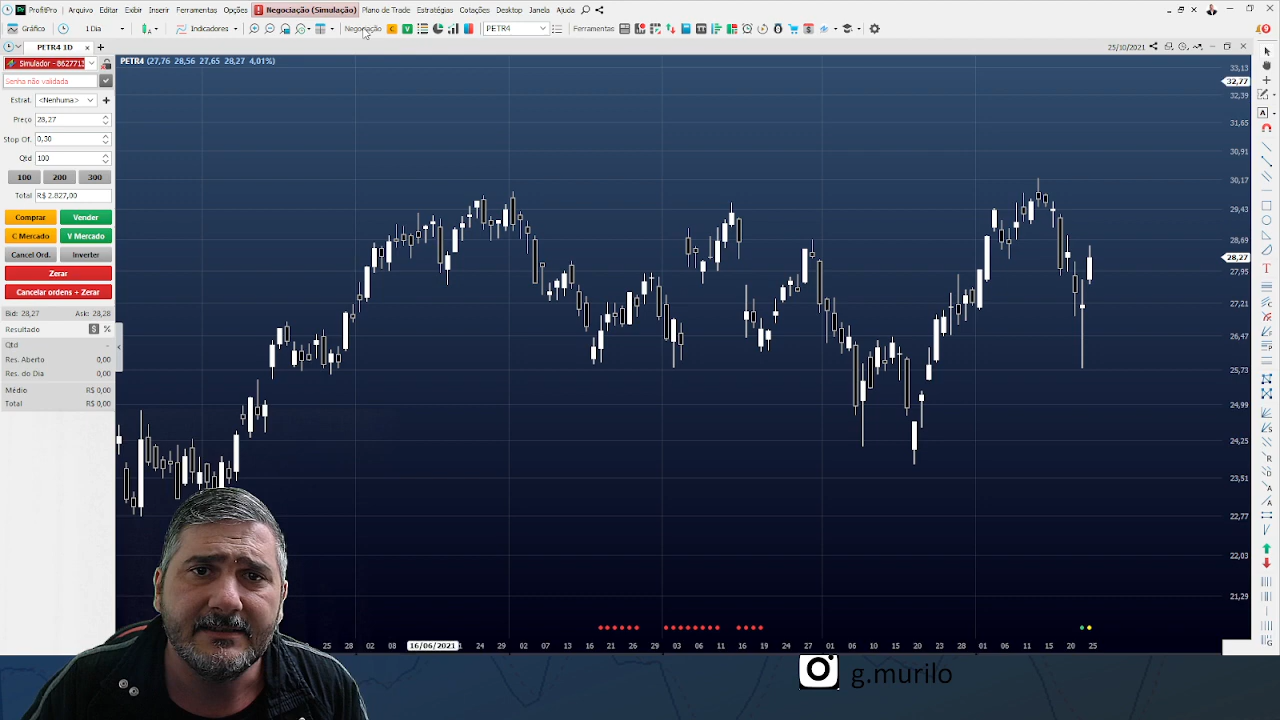 ProfitPro Arquivo Editar Exibir Inserir Ferramentas Opções Negociação (Simulação) Plano de Trade Estratégias Cotações Desktop Janela Ajuda
Gráfico 1 Dia Indicadores Negociação C V PETR4 Ferramentas
PETR4 1D 25/10/2021
Simulador - 8627713
Senha não validada
Estrat. <Nenhuma>
Preço 28,27
Stop Of. 0,30
Qtd 100
100 200 300
Total R$ 2.827,00
Comprar Vender
C Mercado V Mercado
Cancel Ord. Inverter
Zerar
Cancelar ordens + Zerar
Bid: 28,27 Ask: 28,28
Resultado $ %
Qtd -
Res. Aberto 0,00
Res. do Dia 0,00
Médio R$ 0,00
Total R$ 0,00
PETR4 (27,76 28,56 27,65 28,27 4,01%)
33,13
32,77
32,39
31,65
30,91
30,17
29,43
28,69
28,27
27,95
27,21
26,47
25,73
24,99
24,25
23,51
22,77
22,03
21,29
25 28 02 08 11 16/06/2021 24 29 02 07 13 16 21 26 29 03 06 11 16 19 24 27 01 06 10 15 20 23 28 01 06 11 15 20 25
g.murilo